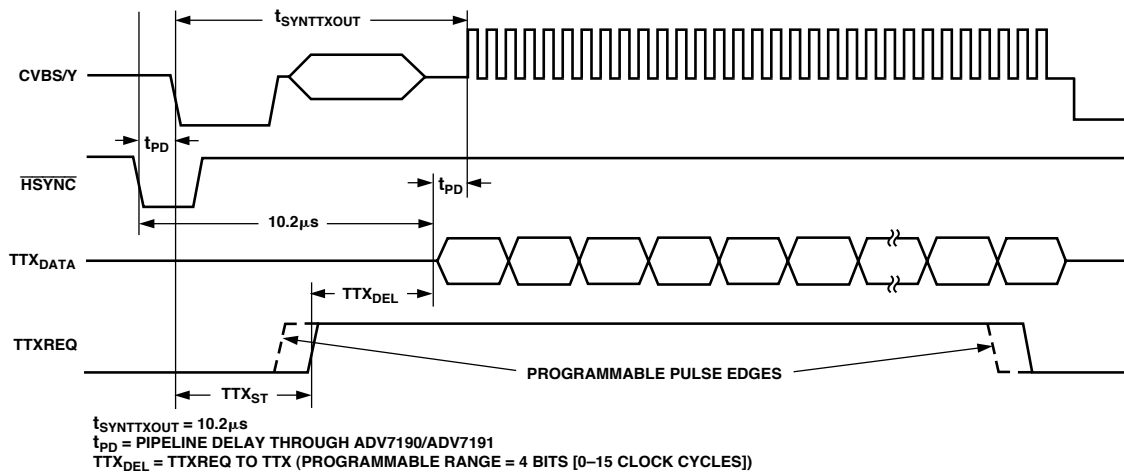 tSYNTTXOUT
CVBS/Y
tPD
HSYNC
tPD
10.2µs
TTXDATA
TTXDEL
TTXREQ
PROGRAMMABLE PULSE EDGES
TTXST
tSYNTTXOUT = 10.2µs
tPD = PIPELINE DELAY THROUGH ADV7190/ADV7191
TTXDEL = TTXREQ TO TTX (PROGRAMMABLE RANGE = 4 BITS [0–15 CLOCK CYCLES])